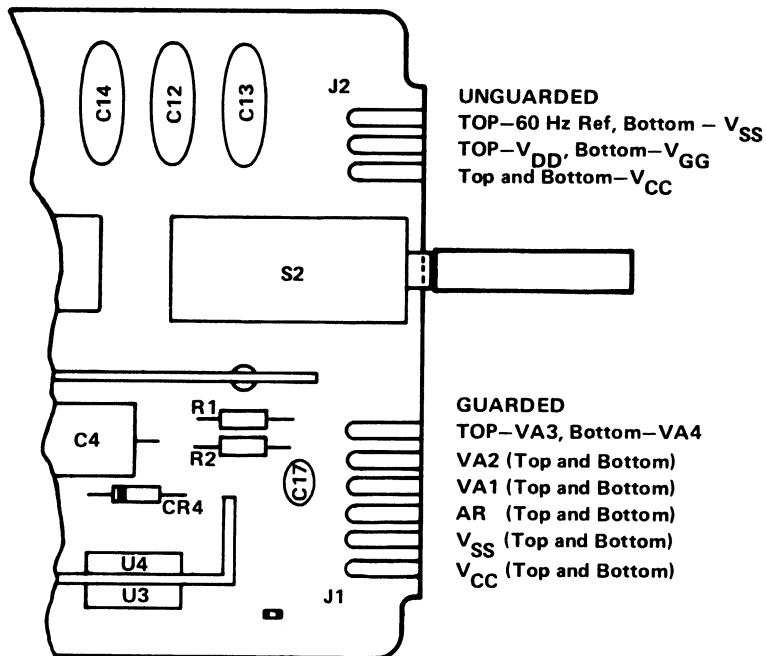 C14
C12
C13
J2
UNGUARDED
TOP–60 Hz Ref, Bottom – VSS
TOP–VDD, Bottom–VGG
Top and Bottom–VCC
S2
R1
C4
R2
C17
CR4
U4
U3
J1
GUARDED
TOP–VA3, Bottom–VA4
VA2 (Top and Bottom)
VA1 (Top and Bottom)
AR (Top and Bottom)
VSS (Top and Bottom)
VCC (Top and Bottom)